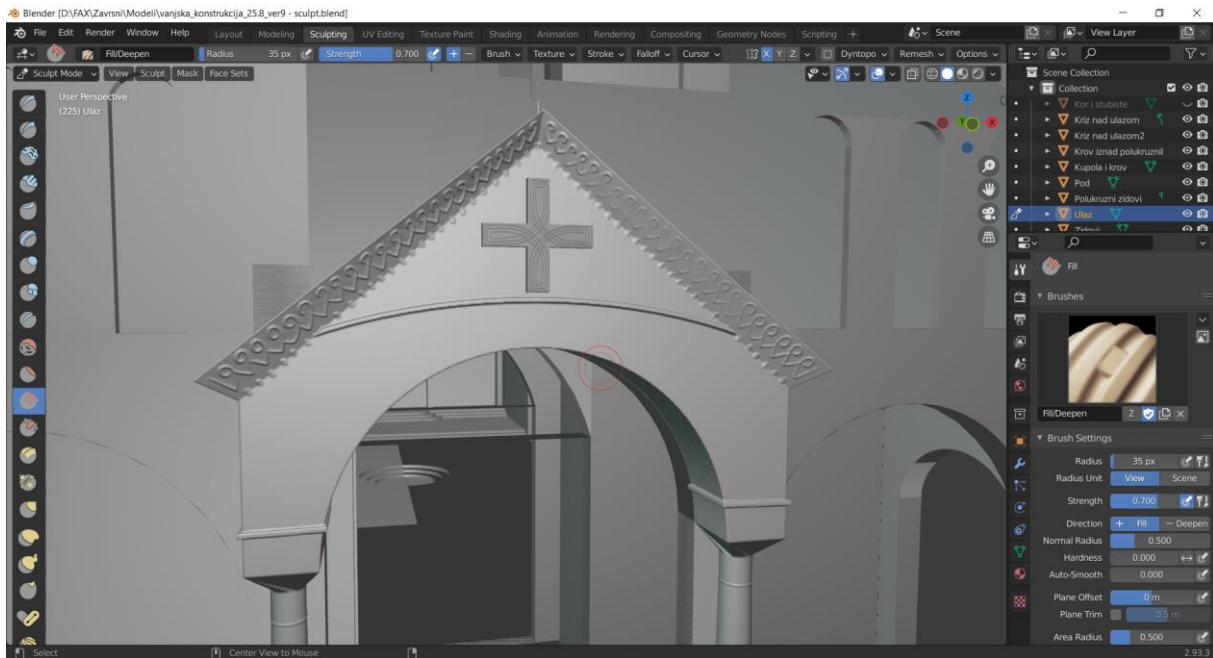 Blender [D:\FAX\Zavrsni\Modeli\vanjska_konstrukcija_25.8_ver9 - sculpt.blend]
File Edit Render Window Help Layout Modeling Sculpting UV Editing Texture Paint Shading Animation Rendering Compositing Geometry Nodes Scripting + Scene View Layer
Fill/Deepen Radius 35 px Strength 0.700 + − Brush Texture Stroke Falloff Cursor X Y Z Dyntopo Remesh Options
Sculpt Mode View Sculpt Mask Face Sets
User Perspective
(225) Ulaz
Z
Y X
Scene Collection
Collection
Kor i stubiste
Kriz nad ulazom
Kriz nad ulazom2
Krov iznad polukruznil
Kupola i krov
Pod
Polukruzni zidovi
Ulaz
Zidovi
Fill
Brushes
Fill/Deepen 2
Brush Settings
Radius 35 px
Radius Unit View Scene
Strength 0.700
Direction + Fill − Deepen
Normal Radius 0.500
Hardness 0.000
Auto-Smooth 0.000
Plane Offset 0 m
Plane Trim 0.5 m
Area Radius 0.500
Select Center View to Mouse 2.93.3